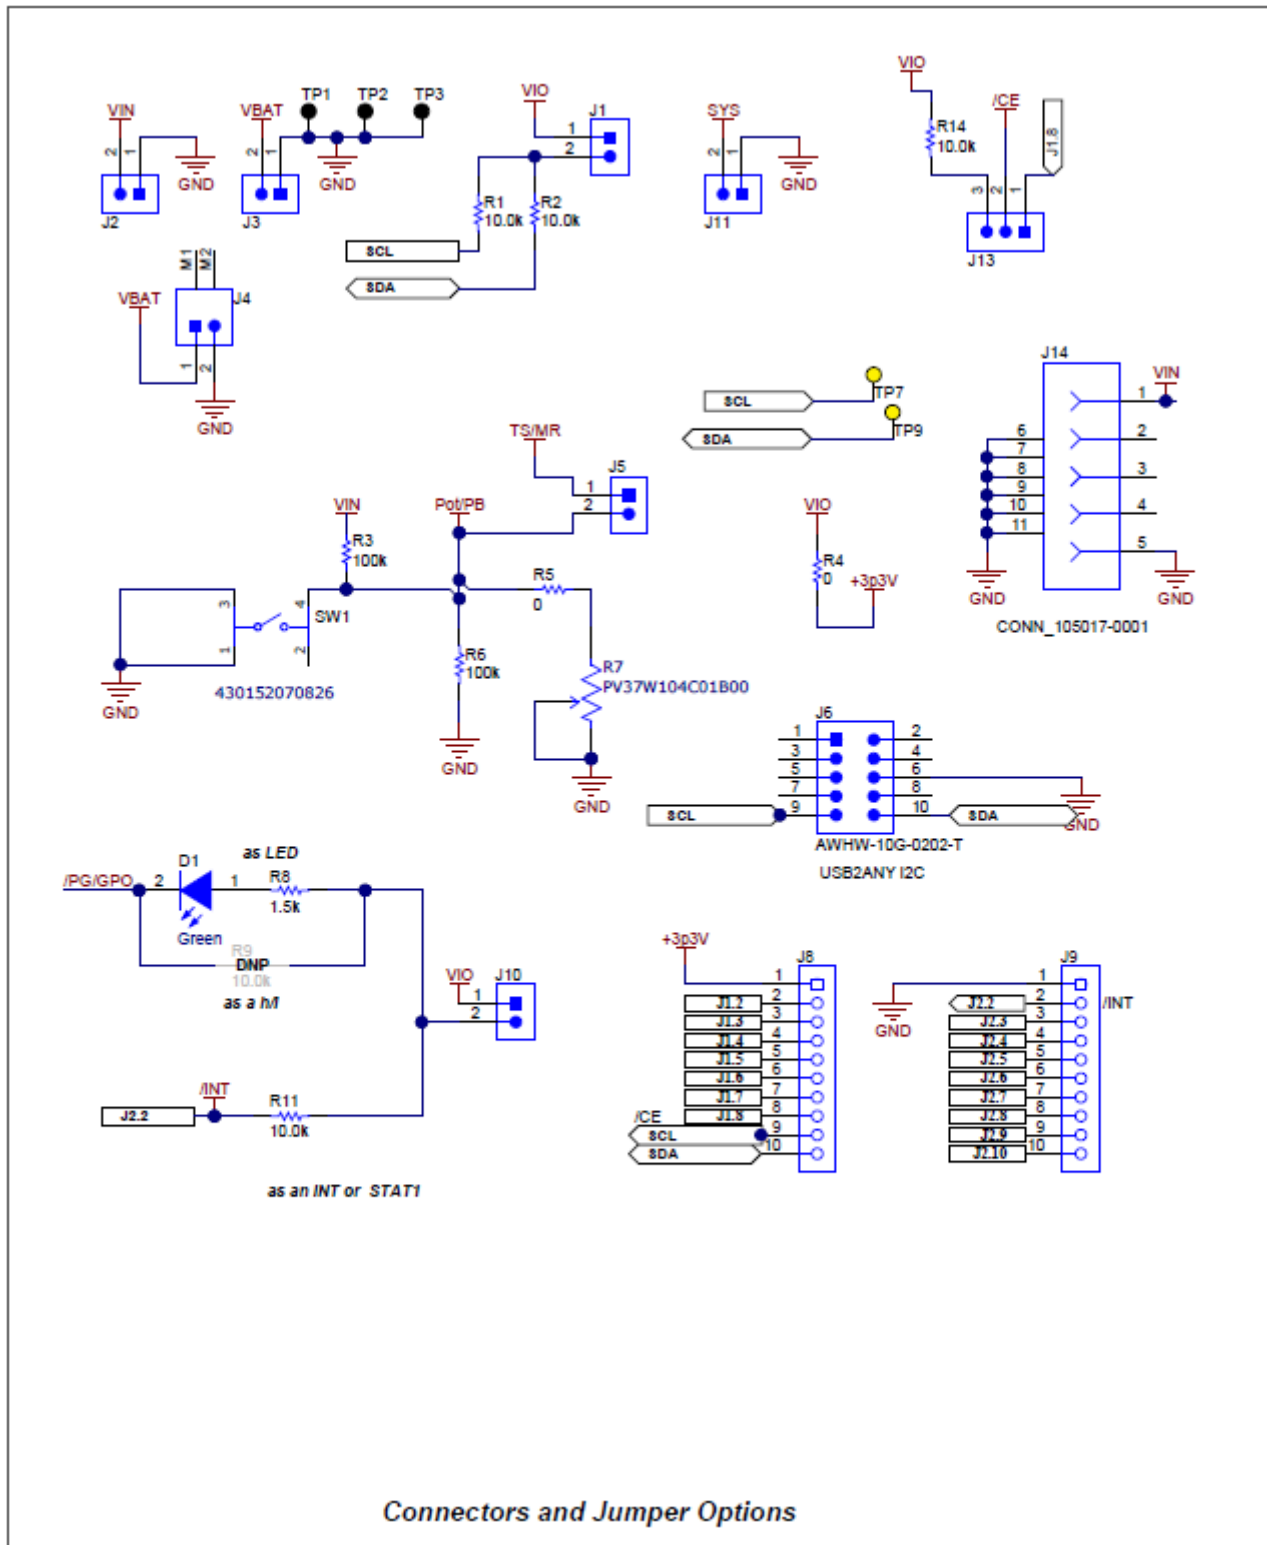 VIN
2
1
GND
J2
VBAT
TP1
TP2
TP3
2
1
GND
J3
VIO
J1
1
2
R1
10.0k
R2
10.0k
SCL
SDA
SYS
2
1
GND
J11
VIO
R14
10.0k
/CE
J1.8
3
2
1
J13
M1
M2
VBAT
J4
1
2
GND
SCL
TP7
SDA
TP9
J14
VIN
1
2
3
4
5
6
7
8
9
10
11
GND
GND
CONN_105017-0001
TS/MR
J5
1
2
VIN
R3
100k
Pot/PB
R5
0
3
4
SW1
1
2
GND
430152070826
R6
100k
GND
R7
PV37W104C01B00
GND
VIO
R4
0
+3p3V
J6
1
2
3
4
5
6
7
8
9
10
SCL
SDA
GND
AWHW-10G-0202-T
USB2ANY I2C
as LED
/PG/GPO
2
D1
1
R8
1.5k
Green
R9
DNP
10.0k
as a h/l
VIO
J10
1
2
/INT
J2.2
R11
10.0k
as an INT or STAT1
+3p3V
J8
1
J1.2
2
J1.3
3
J1.4
4
J1.5
5
J1.6
6
J1.7
7
J1.8
8
/CE
SCL
9
SDA
10
J9
1
GND
J2.2
2
/INT
J2.3
3
J2.4
4
J2.5
5
J2.6
6
J2.7
7
J2.8
8
J2.9
9
J2.10
10
Connectors and Jumper Options